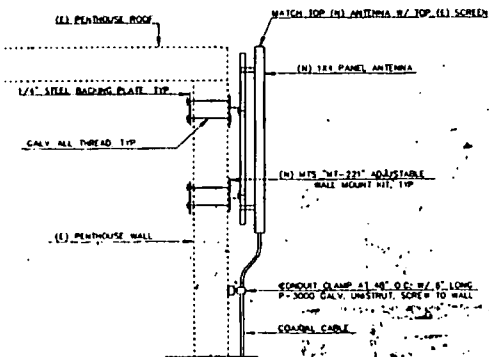 (E) PENTHOUSE ROOF
MATCH TOP (N) ANTENNA W/ TOP (E) SCREEN
(N) 1X4 PANEL ANTENNA
1/4" STEEL BACKING PLATE TYP
GALV ALL THREAD TYP
(N) MTS "MT-221" ADJUSTABLE
WALL MOUNT KIT, TYP
(E) PENTHOUSE WALL
CONDUIT CLAMP AT 48" O.C. W/ 6" LONG
P-3000 GALV. UNISTRUT, SCREW TO WALL
COAXIAL CABLE